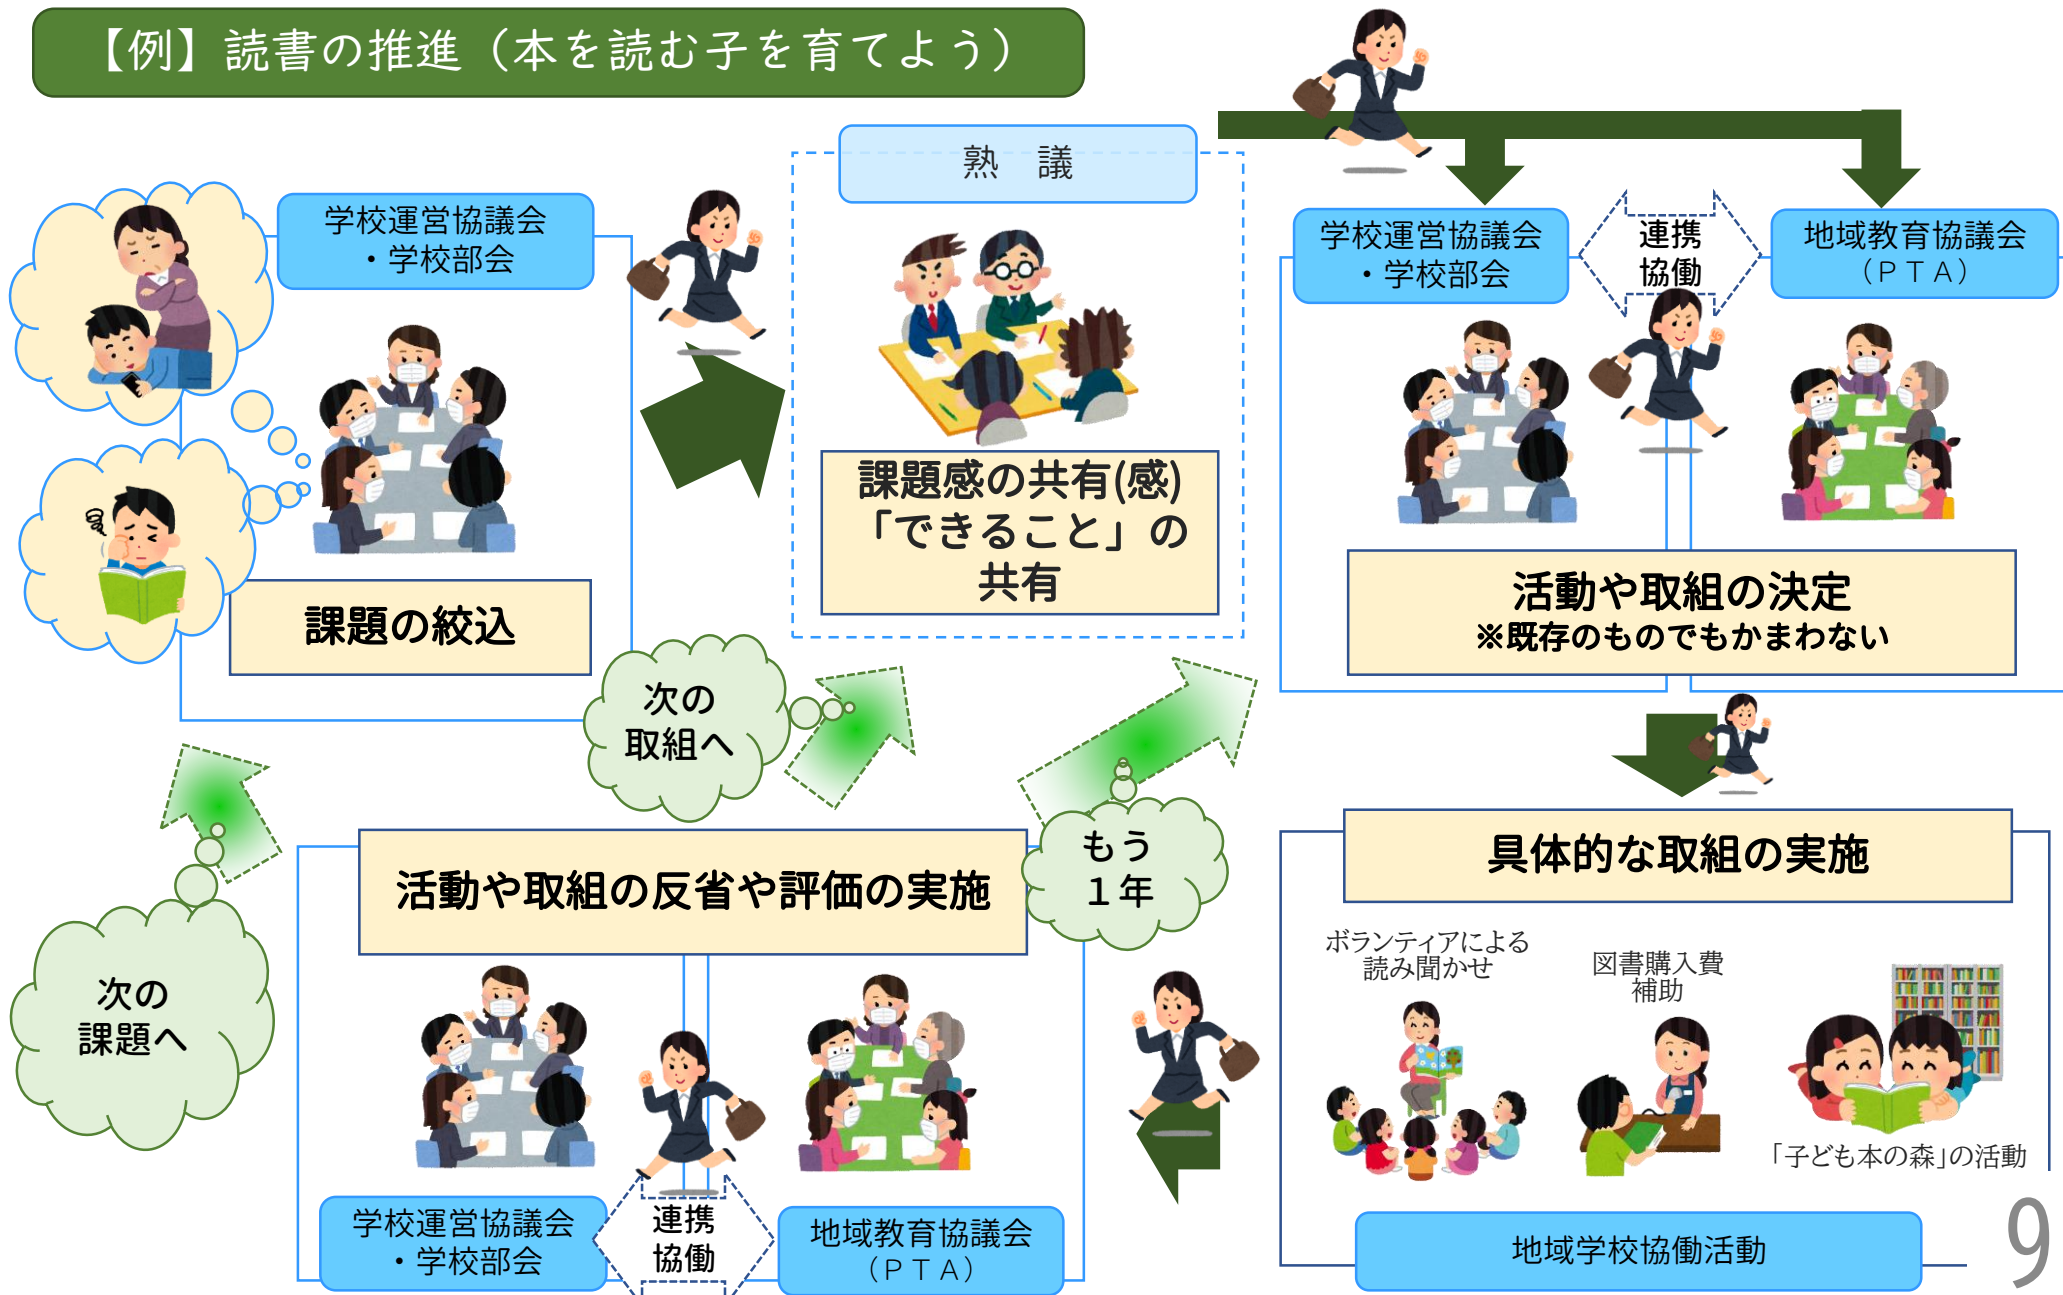 【例】読書の推進（本を読む子を育てよう）
学校運営協議会
・学校部会
課題の絞込
熟　議
課題感の共有(感)
「できること」の
共有
学校運営協議会
・学校部会
連携
協働
地域教育協議会
（ＰＴＡ）
活動や取組の決定
※既存のものでもかまわない
具体的な取組の実施
ボランティアによる
読み聞かせ
図書購入費
補助
「子ども本の森」の活動
地域学校協働活動
もう
１年
次の
取組へ
次の
課題へ
活動や取組の反省や評価の実施
学校運営協議会
・学校部会
連携
協働
地域教育協議会
（ＰＴＡ）
9